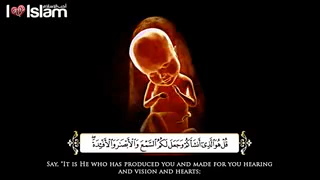 I Islam
قُلْ هُوَ الَّذِي أَنشَأَكُمْ وَجَعَلَ لَكُمُ السَّمْعَ وَالْأَبْصَارَ وَالْأَفْئِدَةَ
Say, "It is He who has produced you and made for you hearing
and vision and hearts;